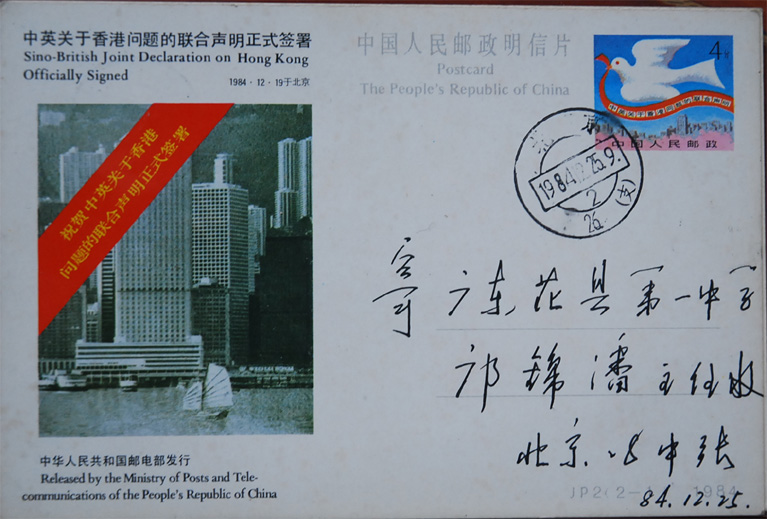 中英关于香港问题的联合声明正式签署
Sino-British Joint Declaration on Hong Kong
Officially Signed
1984·12·19于北京
祝贺中英关于香港
问题的联合声明正式签署
中华人民共和国邮电部发行
Released by the Ministry of Posts and Tele-
communications of the People's Republic of China
中国人民邮政明信片
Postcard
The People's Republic of China
4分
中国人民邮政
北京
1984.12.25.9.
2
26
(支)
寄 广东花县第一中学
邝锦潘主任收
北京 中 张
84.12.25.
1984